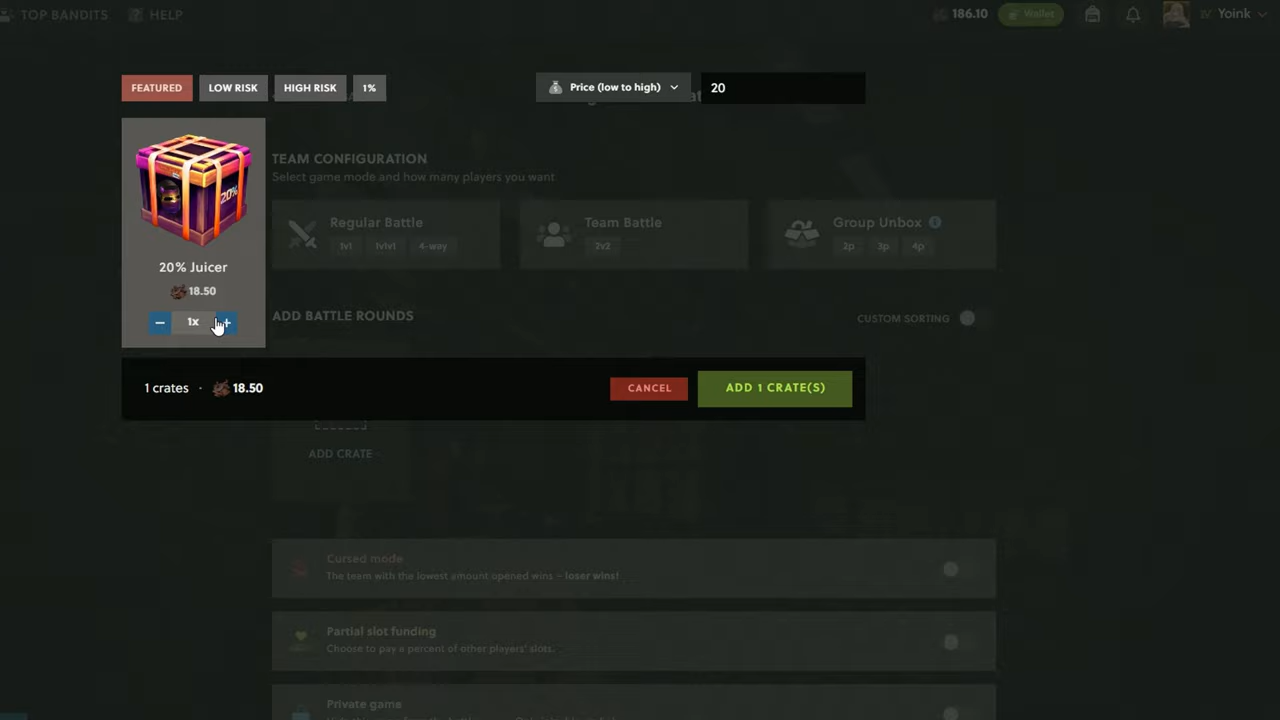 TOP BANDITS
HELP
186.10
Wallet
IV Yoink
FEATURED
LOW RISK
HIGH RISK
1%
Price (low to high)
20
TEAM CONFIGURATION
Select game mode and how many players you want
20%
Regular Battle
1v1
1v1v1
4-way
Team Battle
2v2
Group Unbox
2p
3p
4p
20% Juicer
18.50
− 1x +
ADD BATTLE ROUNDS
CUSTOM SORTING
1 crates · 18.50
CANCEL
ADD 1 CRATE(S)
ADD CRATE
Cursed mode
The team with the lowest amount opened wins – loser wins!
Partial slot funding
Choose to pay a percent of other players' slots.
Private game